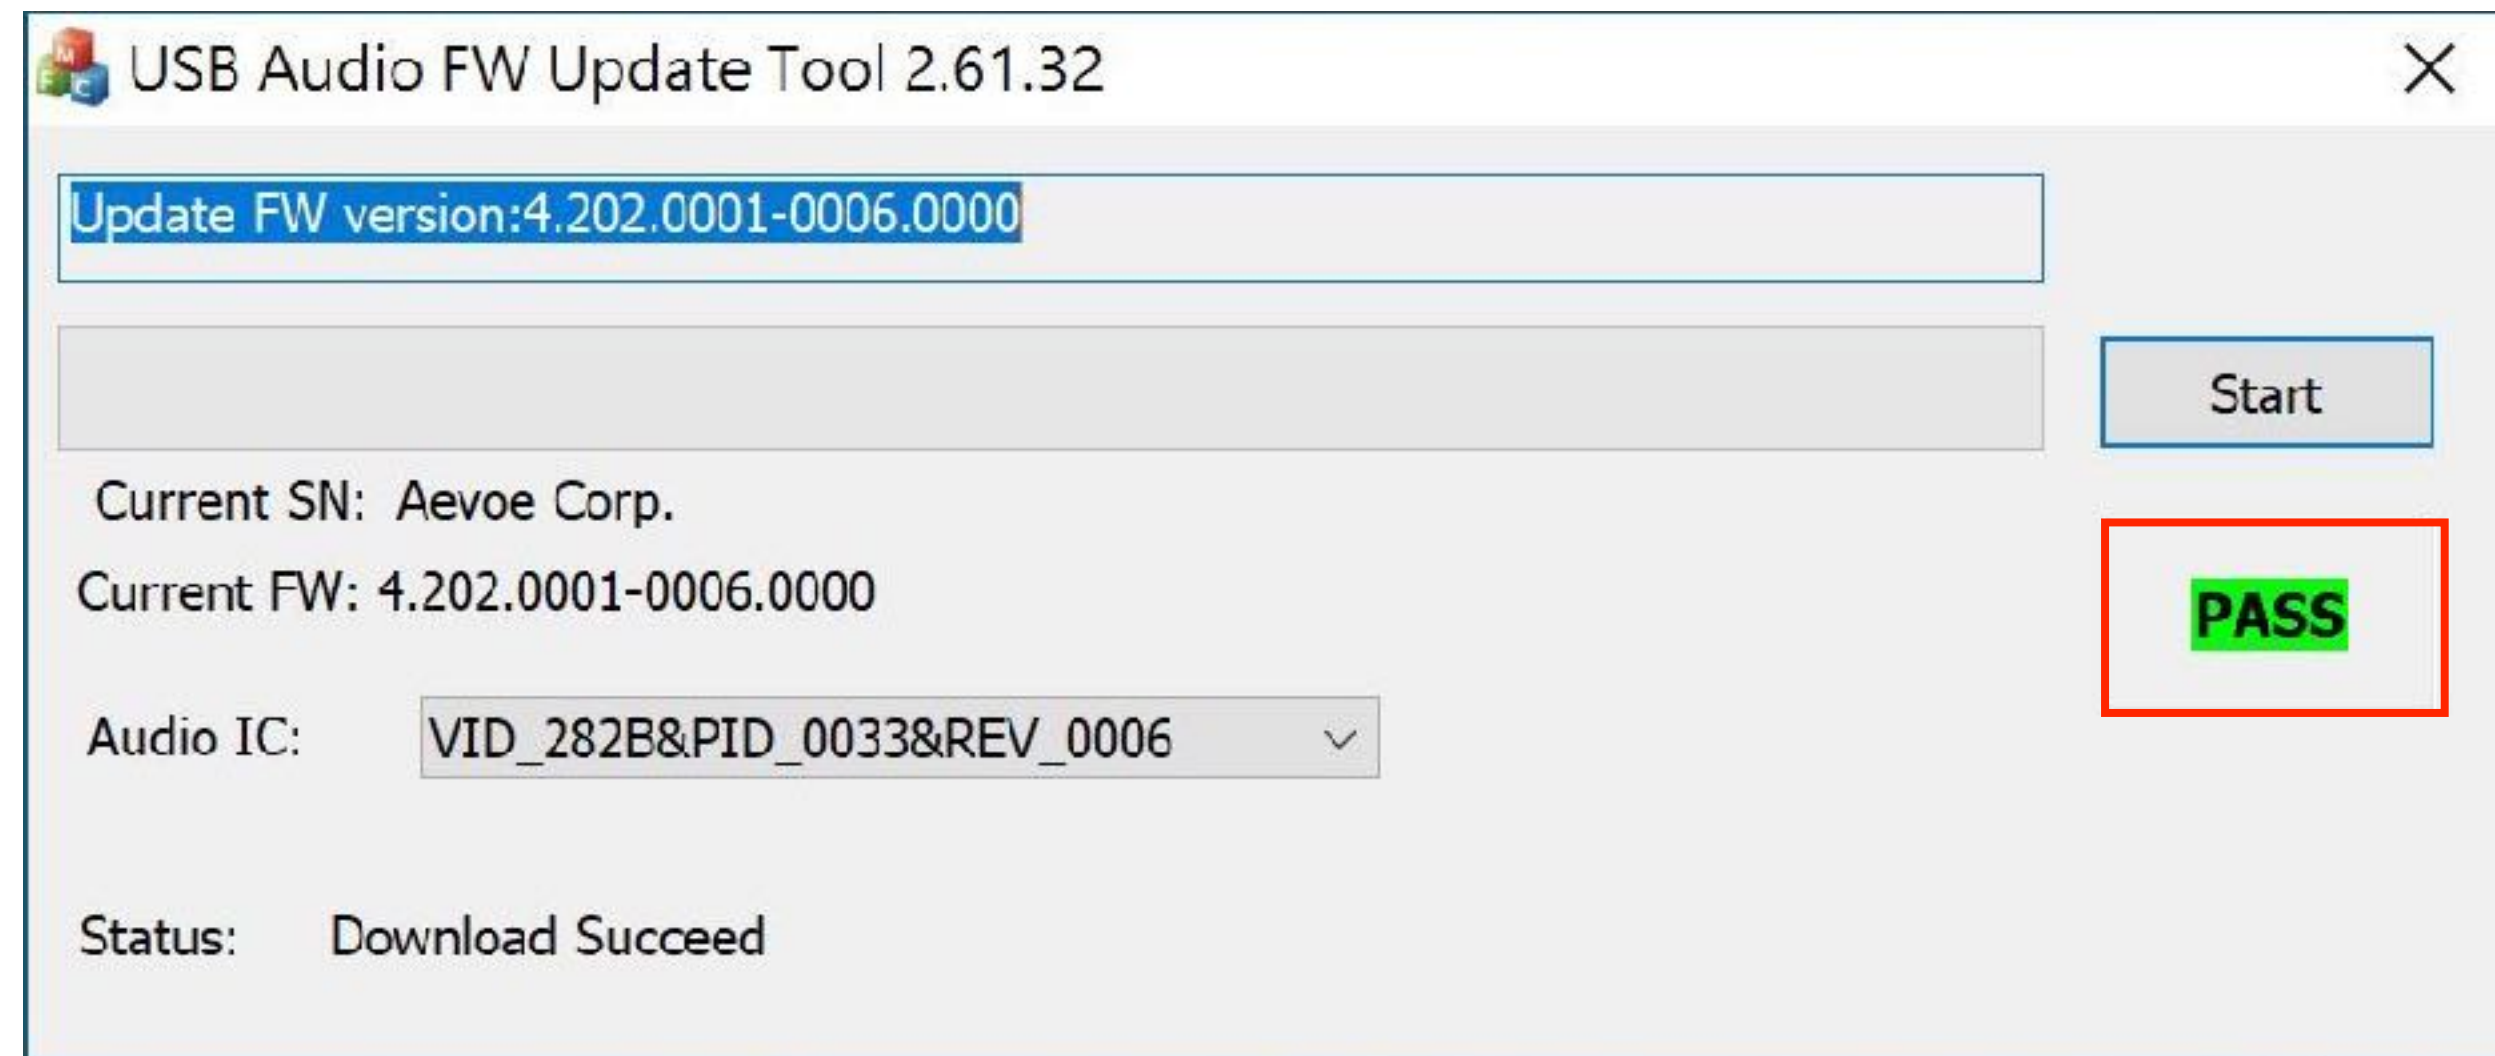 USB Audio FW Update Tool 2.61.32
Update FW version:4.202.0001-0006.0000
Start
Current SN: Aevoe Corp.
Current FW: 4.202.0001-0006.0000
PASS
Audio IC: VID_282B&PID_0033&REV_0006
Status: Download Succeed